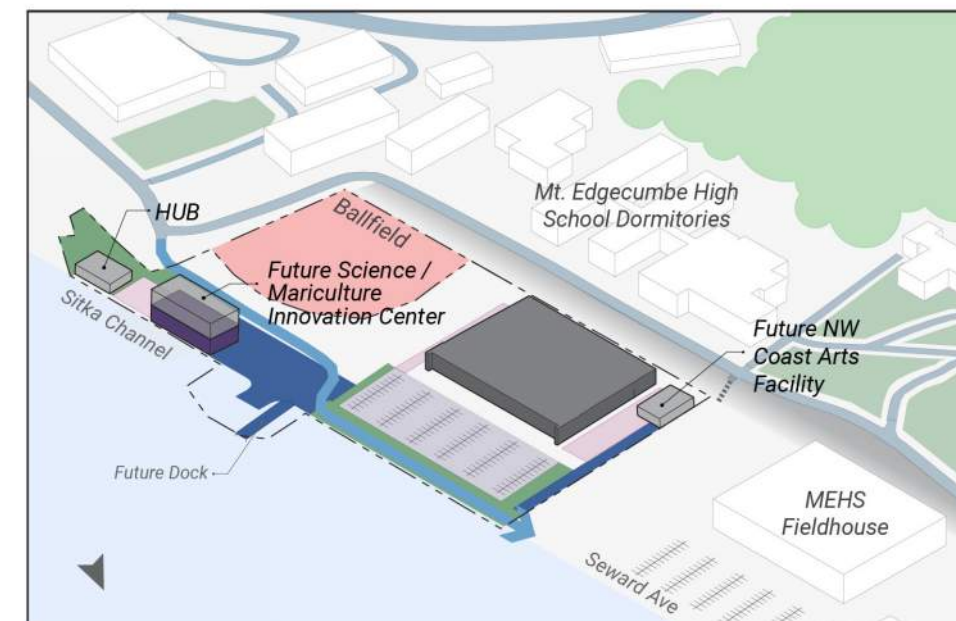 Mt. Edgecumbe High
School Dormitories
Ballfield
HUB
Future Science /
Mariculture
Innovation Center
Sitka Channel
Future NW
Coast Arts
Facility
Future Dock
MEHS
Fieldhouse
Seward Ave